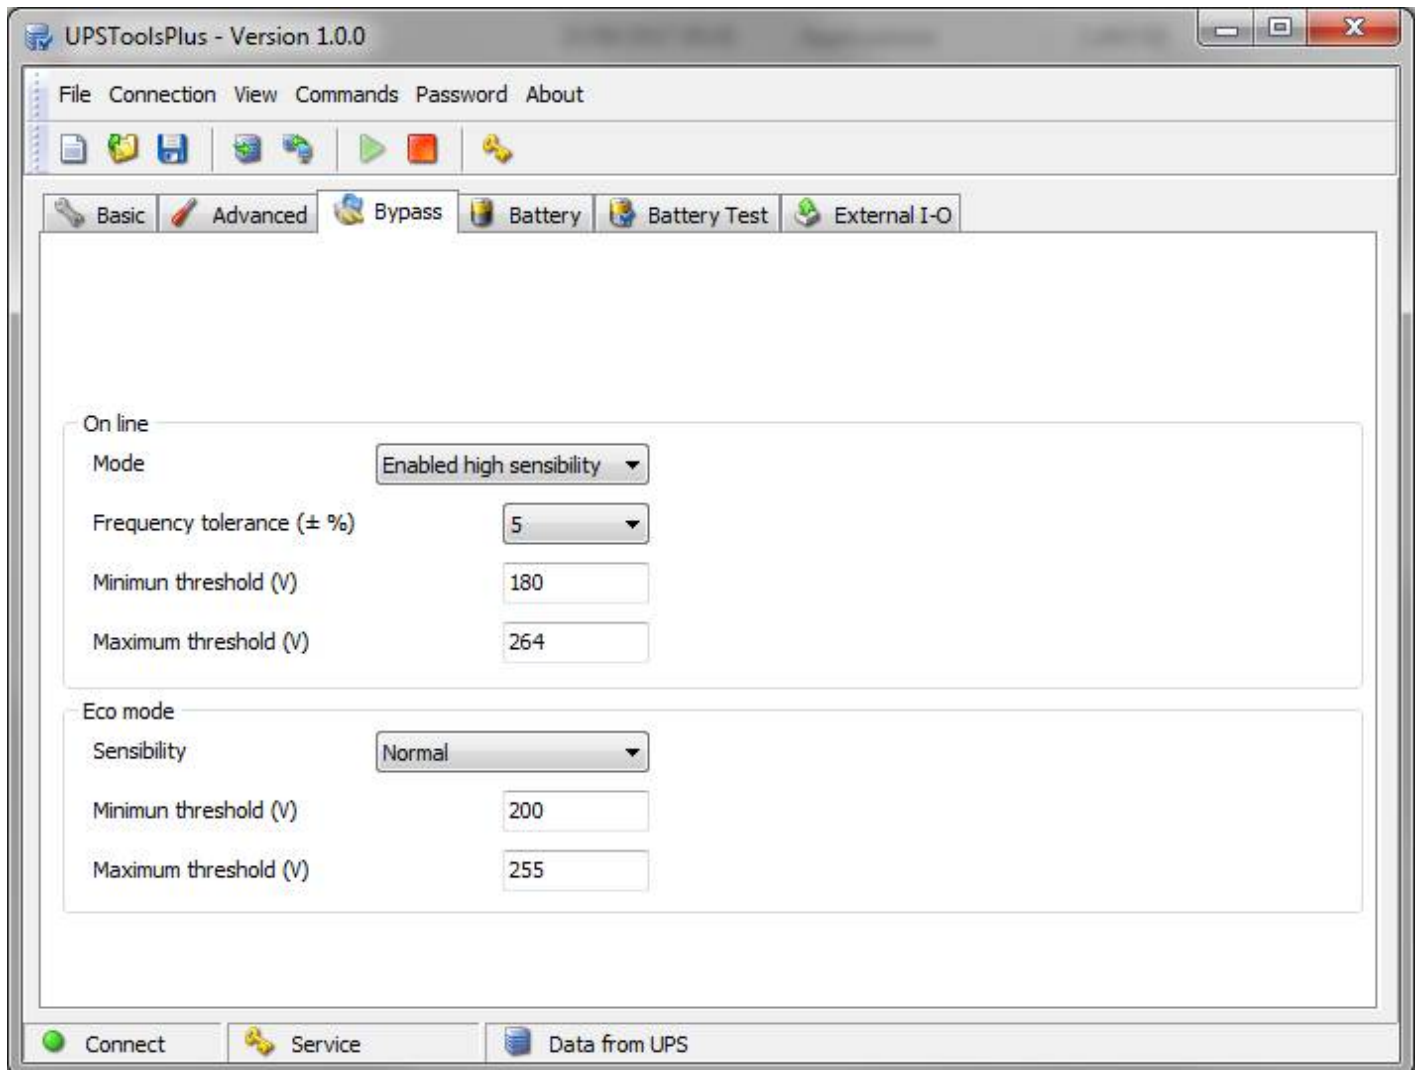 UPSToolsPlus - Version 1.0.0
File Connection View Commands Password About
Basic Advanced Bypass Battery Battery Test External I-O
On line
Mode Enabled high sensibility
Frequency tolerance (± %) 5
Minimun threshold (V) 180
Maximum threshold (V) 264
Eco mode
Sensibility Normal
Minimun threshold (V) 200
Maximum threshold (V) 255
Connect Service Data from UPS